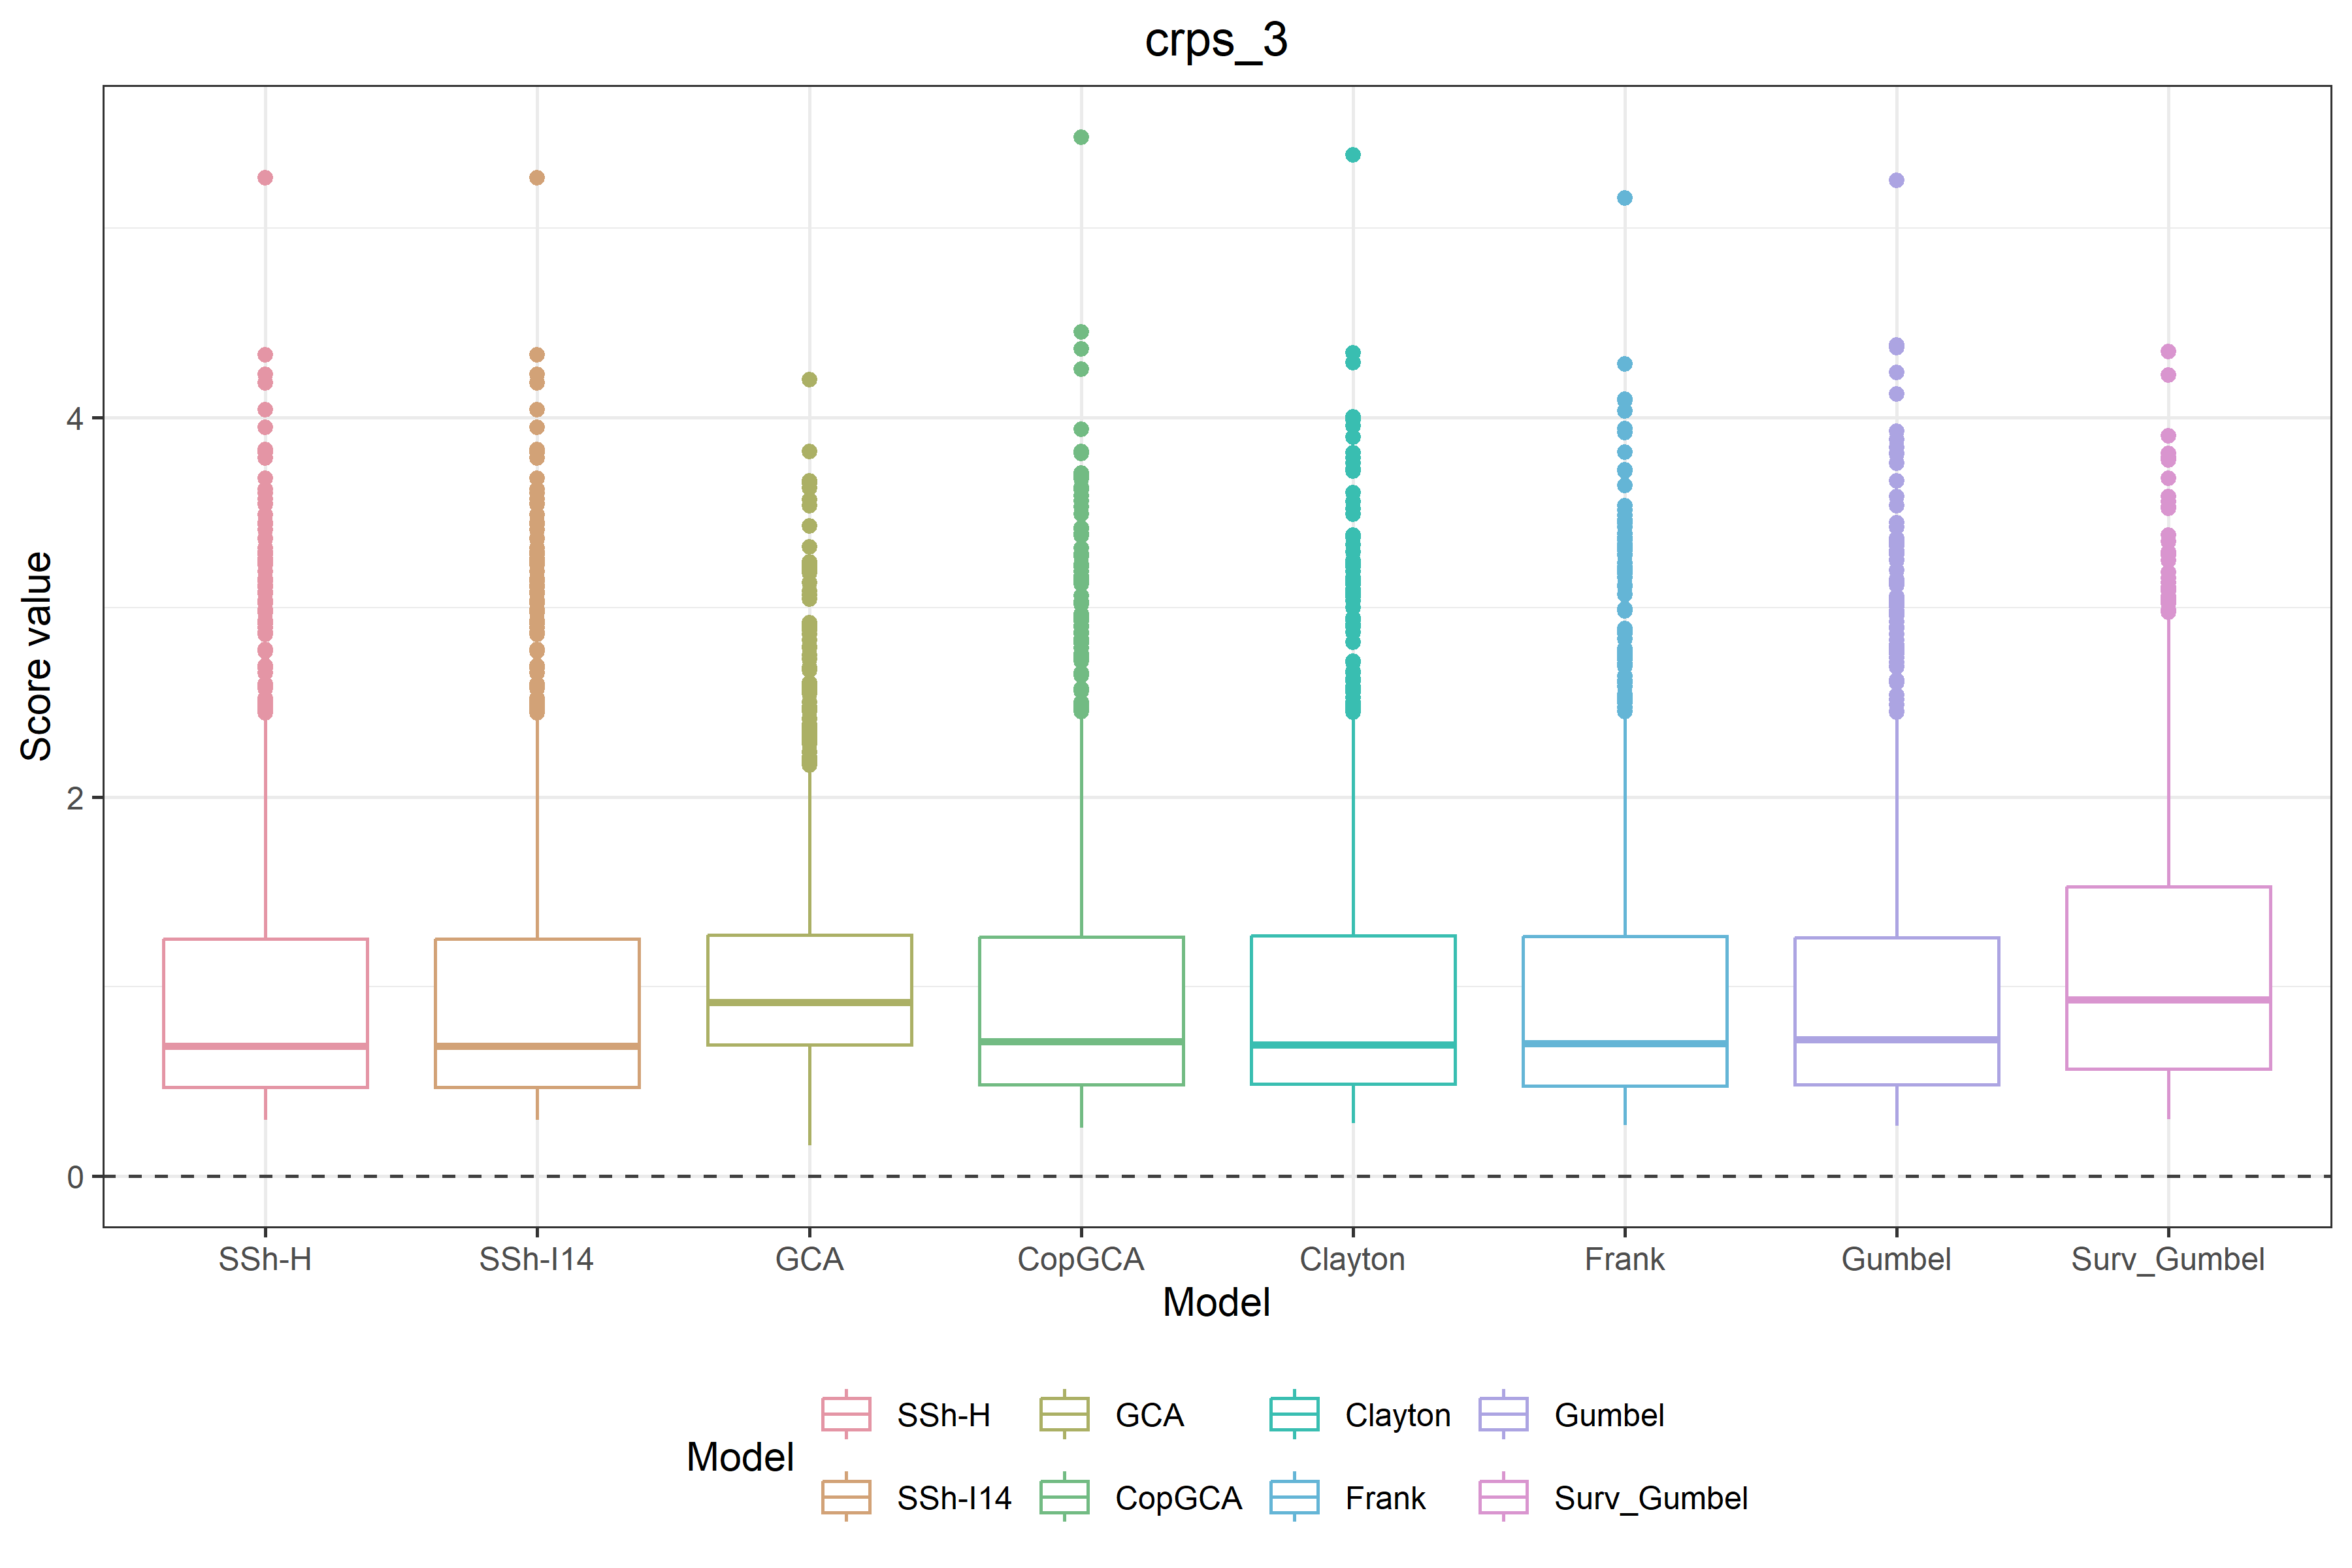 crps_3
Score value
4
2
0
SSh-H SSh-I14 GCA CopGCA Clayton Frank Gumbel Surv_Gumbel
Model
Model
SSh-H GCA Clayton Gumbel
SSh-I14 CopGCA Frank Surv_Gumbel